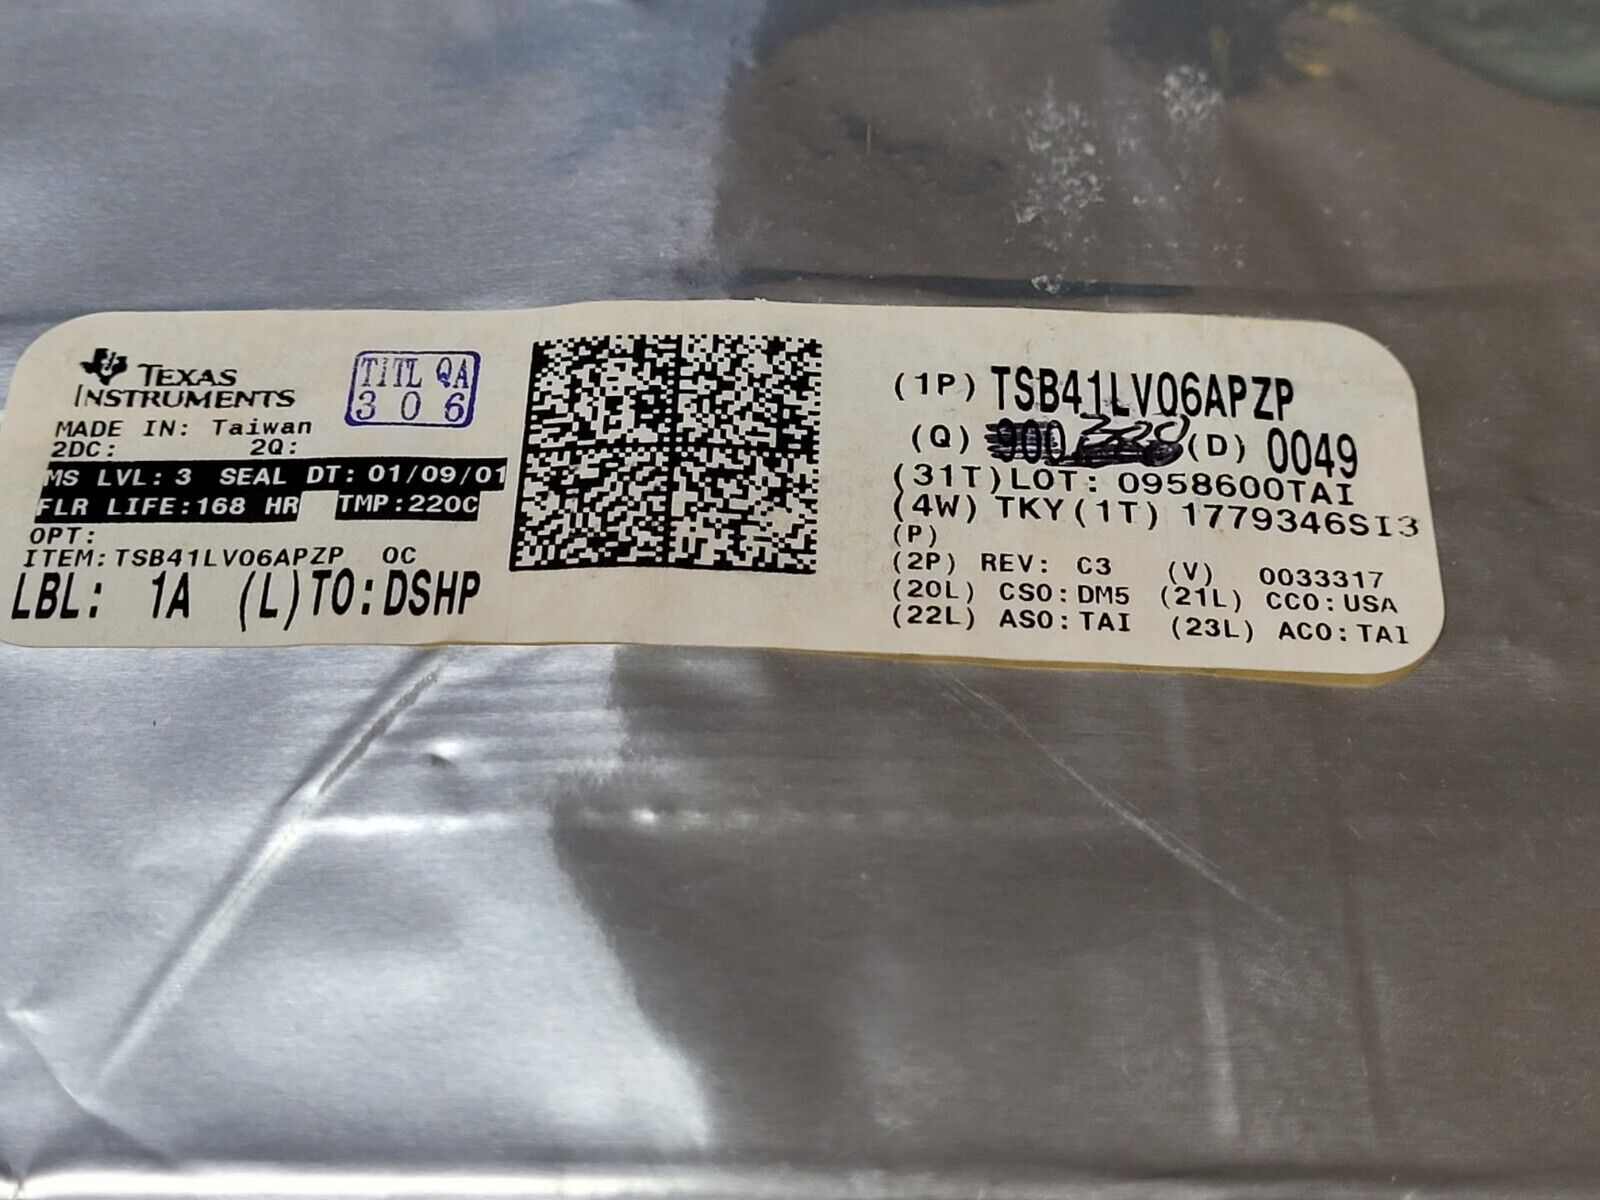 TEXAS
INSTRUMENTS
TITL QA
306
MADE IN: Taiwan
2DC: 2Q:
MS LVL: 3 SEAL DT: 01/09/01
FLR LIFE:168 HR TMP:220C
OPT:
ITEM:TSB41LV06APZP OC
LBL: 1A (L)TO:DSHP
(1P) TSB41LV06APZP
(Q) 900 (D) 0049
(31T)LOT: 0958600TAI
(4W) TKY(1T) 1779346SI3
(P)
(2P) REV: C3 (V) 0033317
(20L) CSO:DM5 (21L) CCO:USA
(22L) ASO:TAI (23L) ACO:TAI